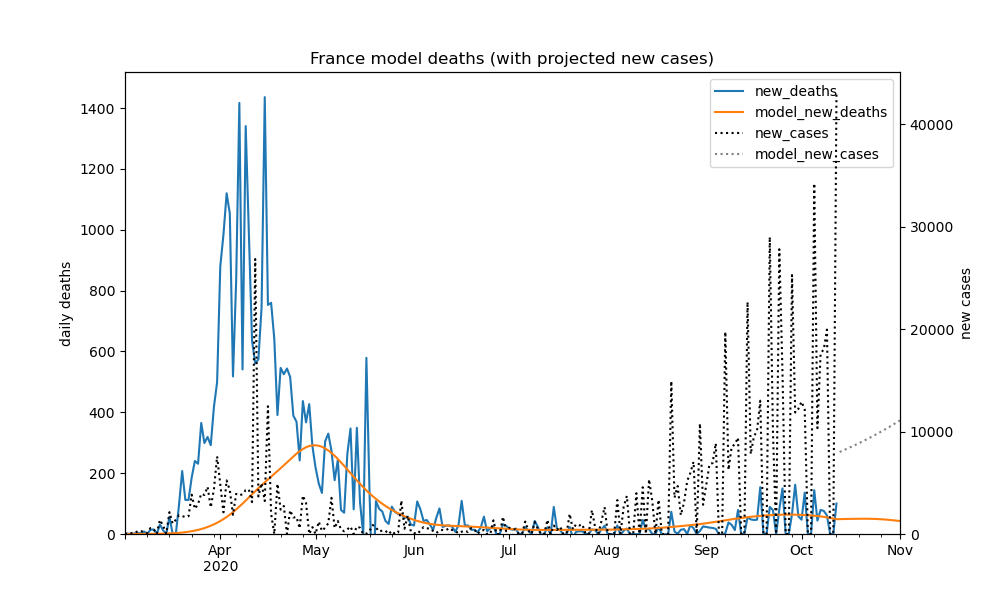 France model deaths (with projected new cases)
new_deaths
model_new_deaths
new_cases
model_new_cases
1400
1200
1000
800
600
400
200
0
daily deaths
40000
30000
20000
10000
0
new cases
Apr
2020
May
Jun
Jul
Aug
Sep
Oct
Nov